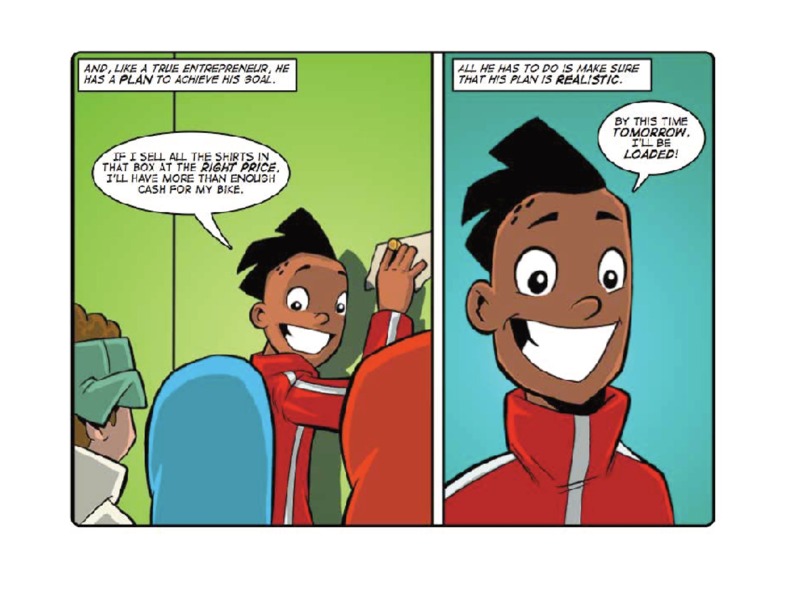 AND, LIKE A TRUE ENTREPRENEUR, HE
HAS A PLAN TO ACHIEVE HIS GOAL.
IF I SELL ALL THE SHIRTS IN
THAT BOX AT THE RIGHT PRICE,
I'LL HAVE MORE THAN ENOUGH
CASH FOR MY BIKE.
ALL HE HAS TO DO IS MAKE SURE
THAT HIS PLAN IS REALISTIC.
BY THIS TIME
TOMORROW,
I'LL BE
LOADED!